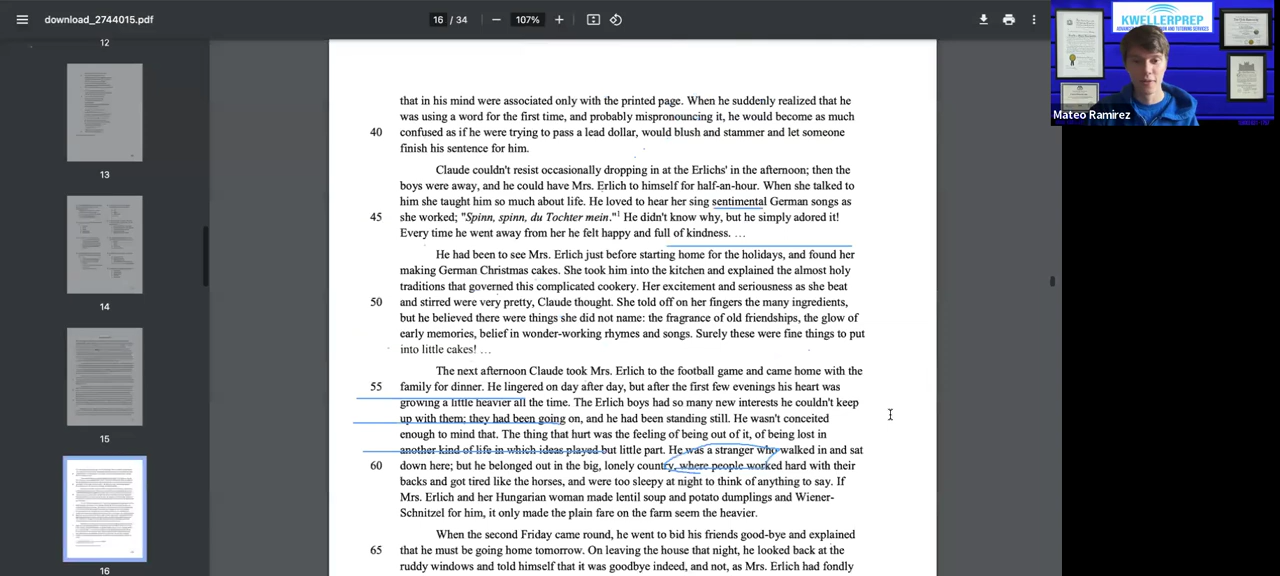 download_2744015.pdf
16 / 34
107%
KWELLERPREP
Mateo Ramirez
12
13
14
15
16
that in his mind were associated only with the printed page. When he suddenly realized that he
was using a word for the first time, and probably mispronouncing it, he would become as much
40 confused as if he were trying to pass a lead dollar, would blush and stammer and let someone
finish his sentence for him.
Claude couldn't resist occasionally dropping in at the Erlichs' in the afternoon; then the
boys were away, and he could have Mrs. Erlich to himself for half-an-hour. When she talked to
him she taught him so much about life. He loved to hear her sing sentimental German songs as
45 she worked; "Spinn, spinn, du Tochter mein."1 He didn't know why, but he simply adored it!
Every time he went away from her he felt happy and full of kindness. …
He had been to see Mrs. Erlich just before starting home for the holidays, and found her
making German Christmas cakes. She took him into the kitchen and explained the almost holy
traditions that governed this complicated cookery. Her excitement and seriousness as she beat
50 and stirred were very pretty, Claude thought. She told off on her fingers the many ingredients,
but he believed there were things she did not name: the fragrance of old friendships, the glow of
early memories, belief in wonder-working rhymes and songs. Surely these were fine things to put
into little cakes! …
The next afternoon Claude took Mrs. Erlich to the football game and came home with the
55 family for dinner. He lingered on day after day, but after the first few evenings his heart was
growing a little heavier all the time. The Erlich boys had so many new interests he couldn't keep
up with them; they had been going on, and he had been standing still. He wasn't conceited
enough to mind that. The thing that hurt was the feeling of being out of it, of being lost in
another kind of life in which ideas played but little part. He was a stranger who walked in and sat
60 down here; but he belonged out in the big, lonely country, where people worked hard with their
backs and got tired like the horses, and were too sleepy at night to think of anything to say. If
Mrs. Erlich and her Hungarian woman made lentil soup and potato dumplings and Wiener-
Schnitzel for him, it only made the plain fare on the farm seem the heavier.
When the second Friday came round, he went to bid his friends good-bye and explained
65 that he must be going home tomorrow. On leaving the house that night, he looked back at the
ruddy windows and told himself that it was goodbye indeed, and not, as Mrs. Erlich had fondly